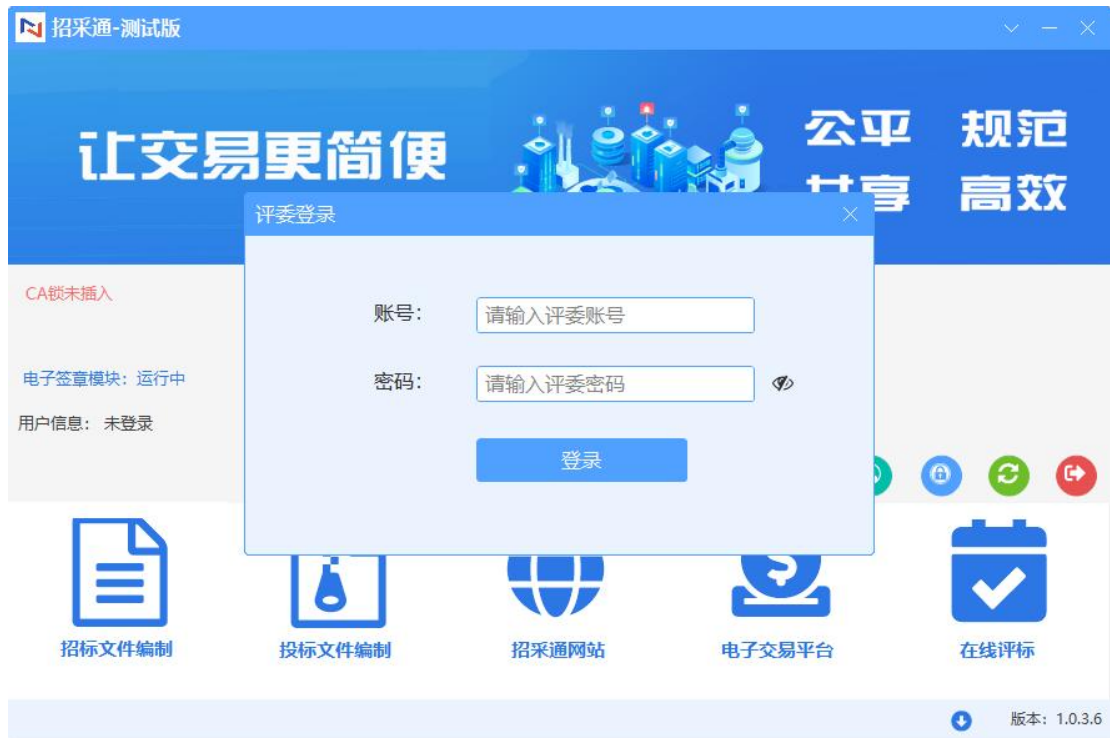 招采通-测试版
让交易更简便
公平 规范
共享 高效
评委登录
CA锁未插入
账号：
请输入评委账号
电子签章模块：运行中
密码：
请输入评委密码
用户信息： 未登录
登录
招标文件编制
投标文件编制
招采通网站
电子交易平台
在线评标
版本：1.0.3.6